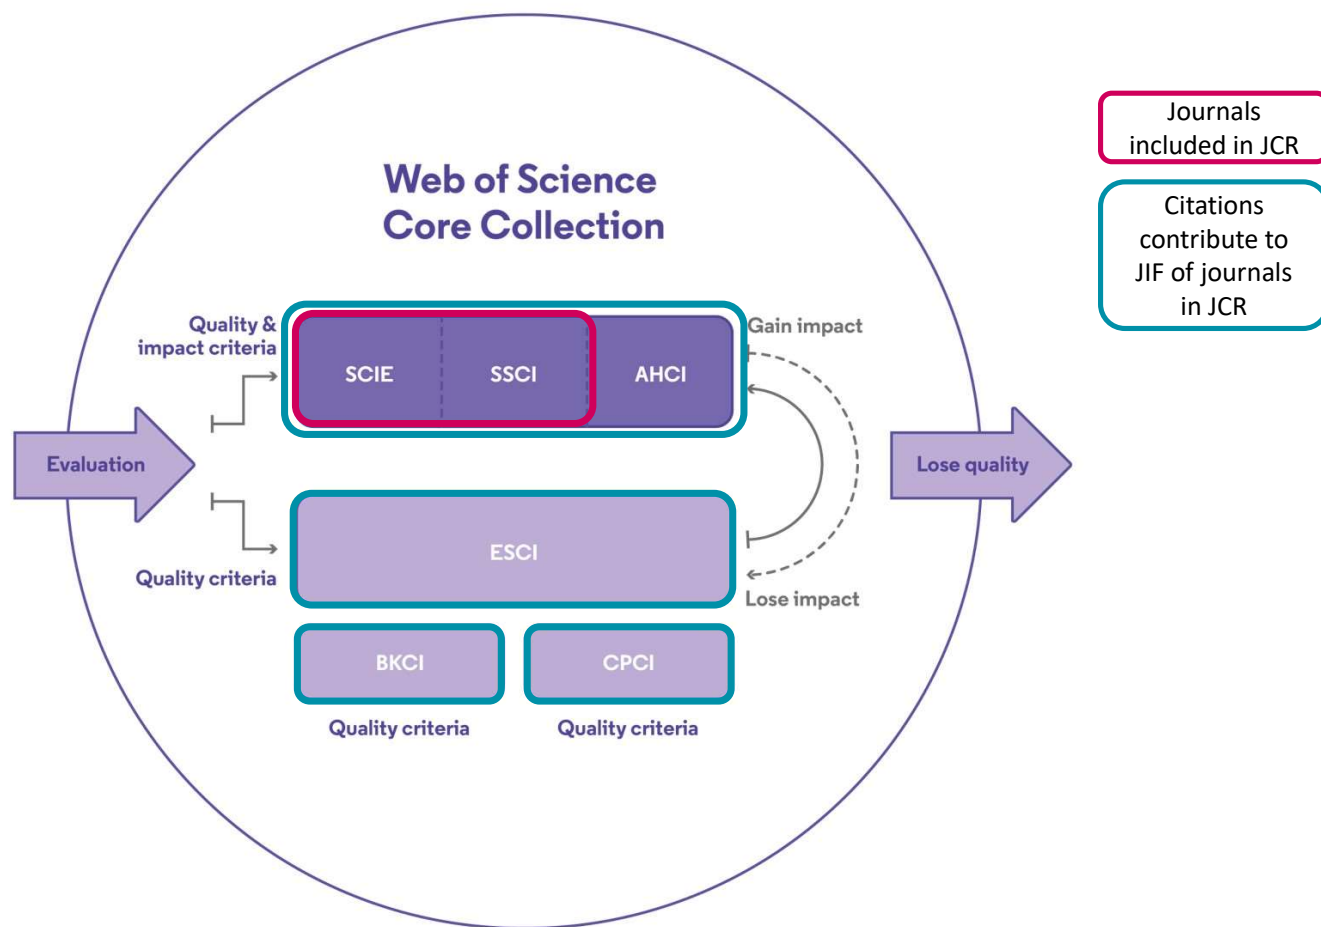 Journals
included in JCR
Citations
contribute to
JIF of journals
in JCR
Web of Science
Core Collection
Quality &
impact criteria
Gain impact
SCIE
SSCI
AHCI
Evaluation
Lose quality
ESCI
Quality criteria
Lose impact
BKCI
CPCI
Quality criteria
Quality criteria